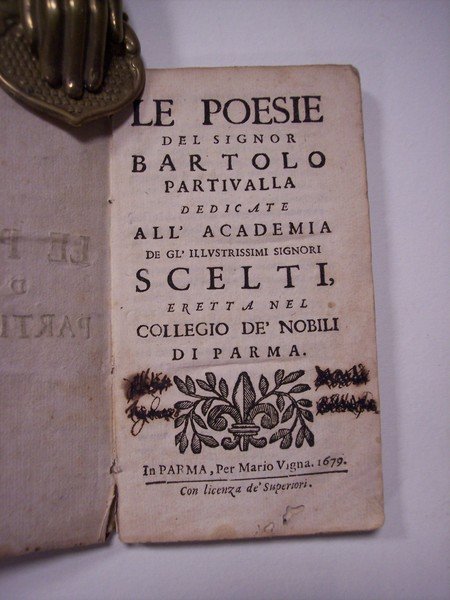 LE POESIE
DEL SIGNOR
BARTOLO
PARTIVALLA
DEDICATE
ALL' ACADEMIA
DE GL' ILLVSTRISSIMI SIGNORI
SCELTI,
ERETTA NEL
COLLEGIO DE' NOBILI
DI PARMA.
In PARMA, Per Mario Vigna. 1679.
Con licenza de' Superiori.